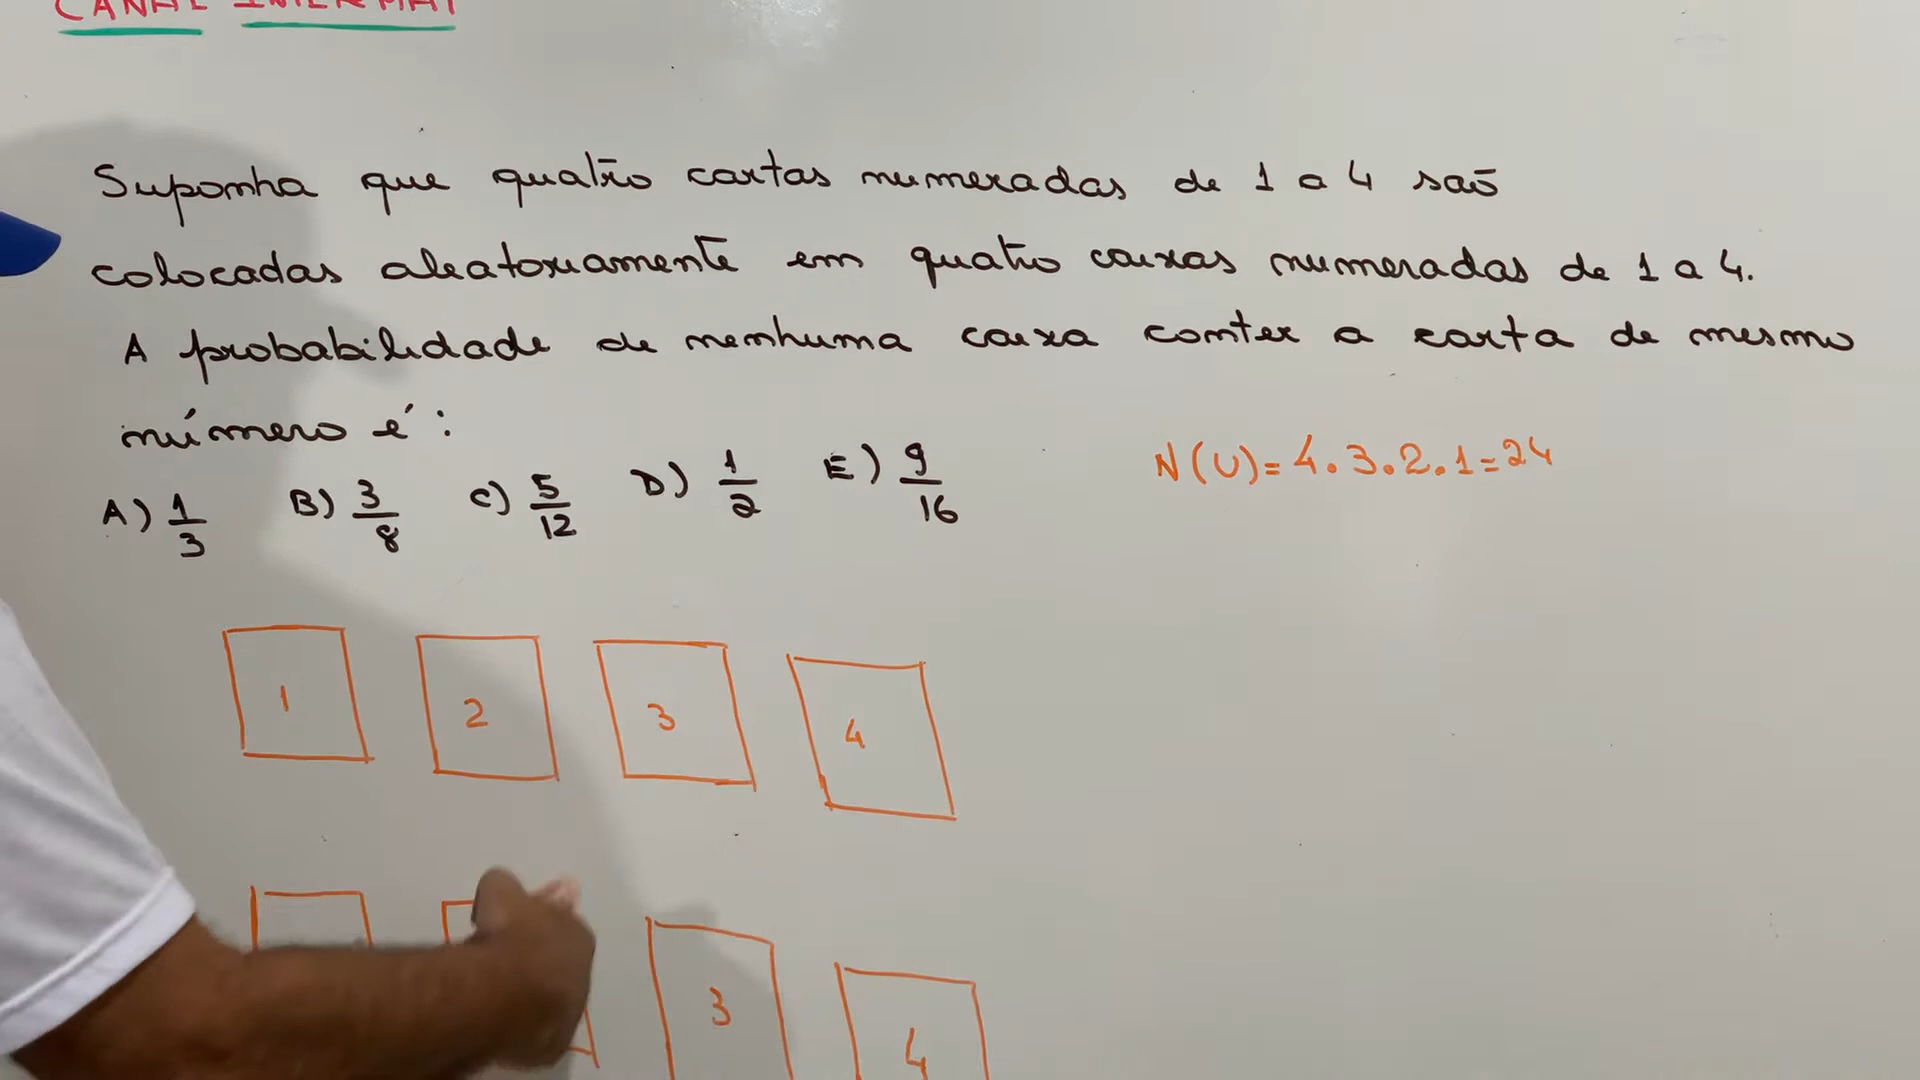 CANAL INTERMAT
Suponha que quatro cartas numeradas de 1 a 4 são
colocadas aleatoriamente em quatro caixas numeradas de 1 a 4.
A probabilidade de nenhuma caixa conter a carta de mesmo
número é:
A) 1/3 B) 3/8 C) 5/12 D) 1/2 E) 9/16
N(U)=4.3.2.1=24
1 2 3 4
3 4